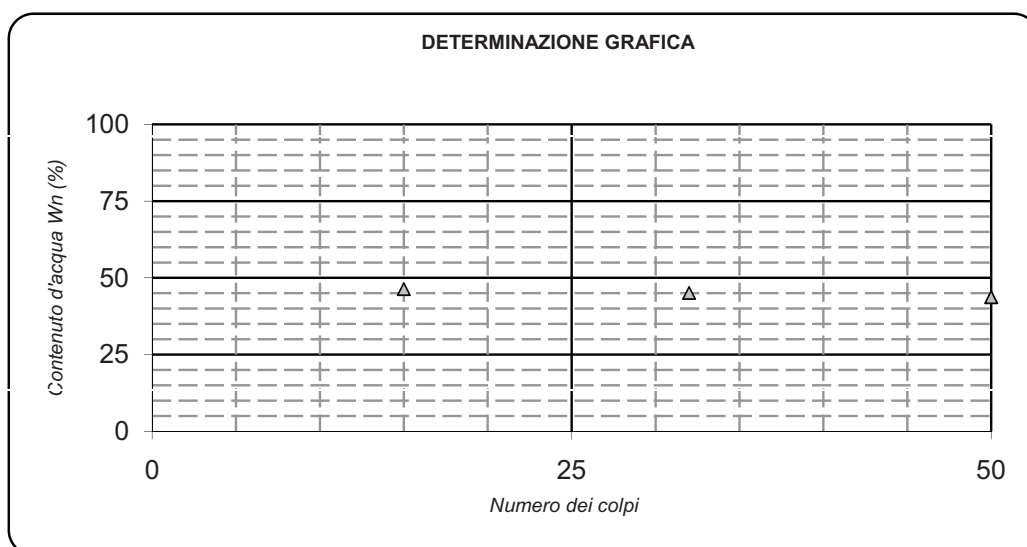 DETERMINAZIONE GRAFICA
100
75
50
25
0
Contenuto d'acqua Wn (%)
0 25 50
Numero dei colpi